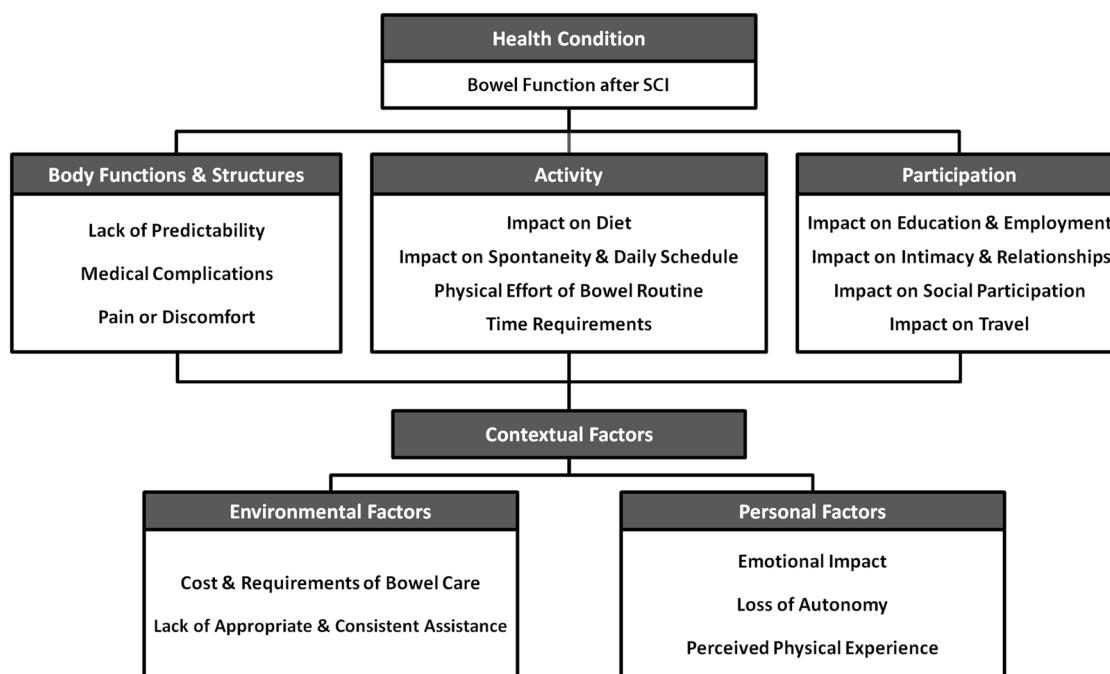 Health Condition
Bowel Function after SCI
Body Functions & Structures
Lack of Predictability
Medical Complications
Pain or Discomfort
Activity
Impact on Diet
Impact on Spontaneity & Daily Schedule
Physical Effort of Bowel Routine
Time Requirements
Participation
Impact on Education & Employment
Impact on Intimacy & Relationships
Impact on Social Participation
Impact on Travel
Contextual Factors
Environmental Factors
Cost & Requirements of Bowel Care
Lack of Appropriate & Consistent Assistance
Personal Factors
Emotional Impact
Loss of Autonomy
Perceived Physical Experience